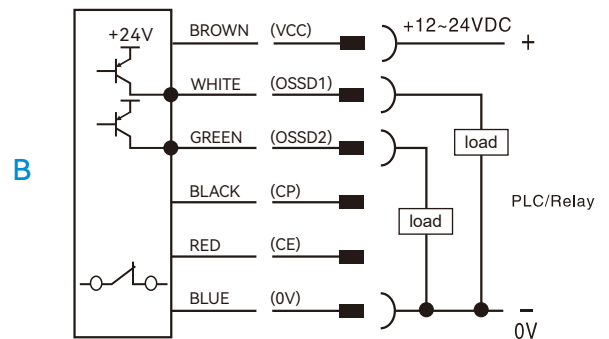 +24V BROWN (VCC) +12~24VDC +
WHITE (OSSD1)
load
GREEN (OSSD2)
B
BLACK (CP) PLC/Relay
load
RED (CE)
BLUE (0V) −
0V